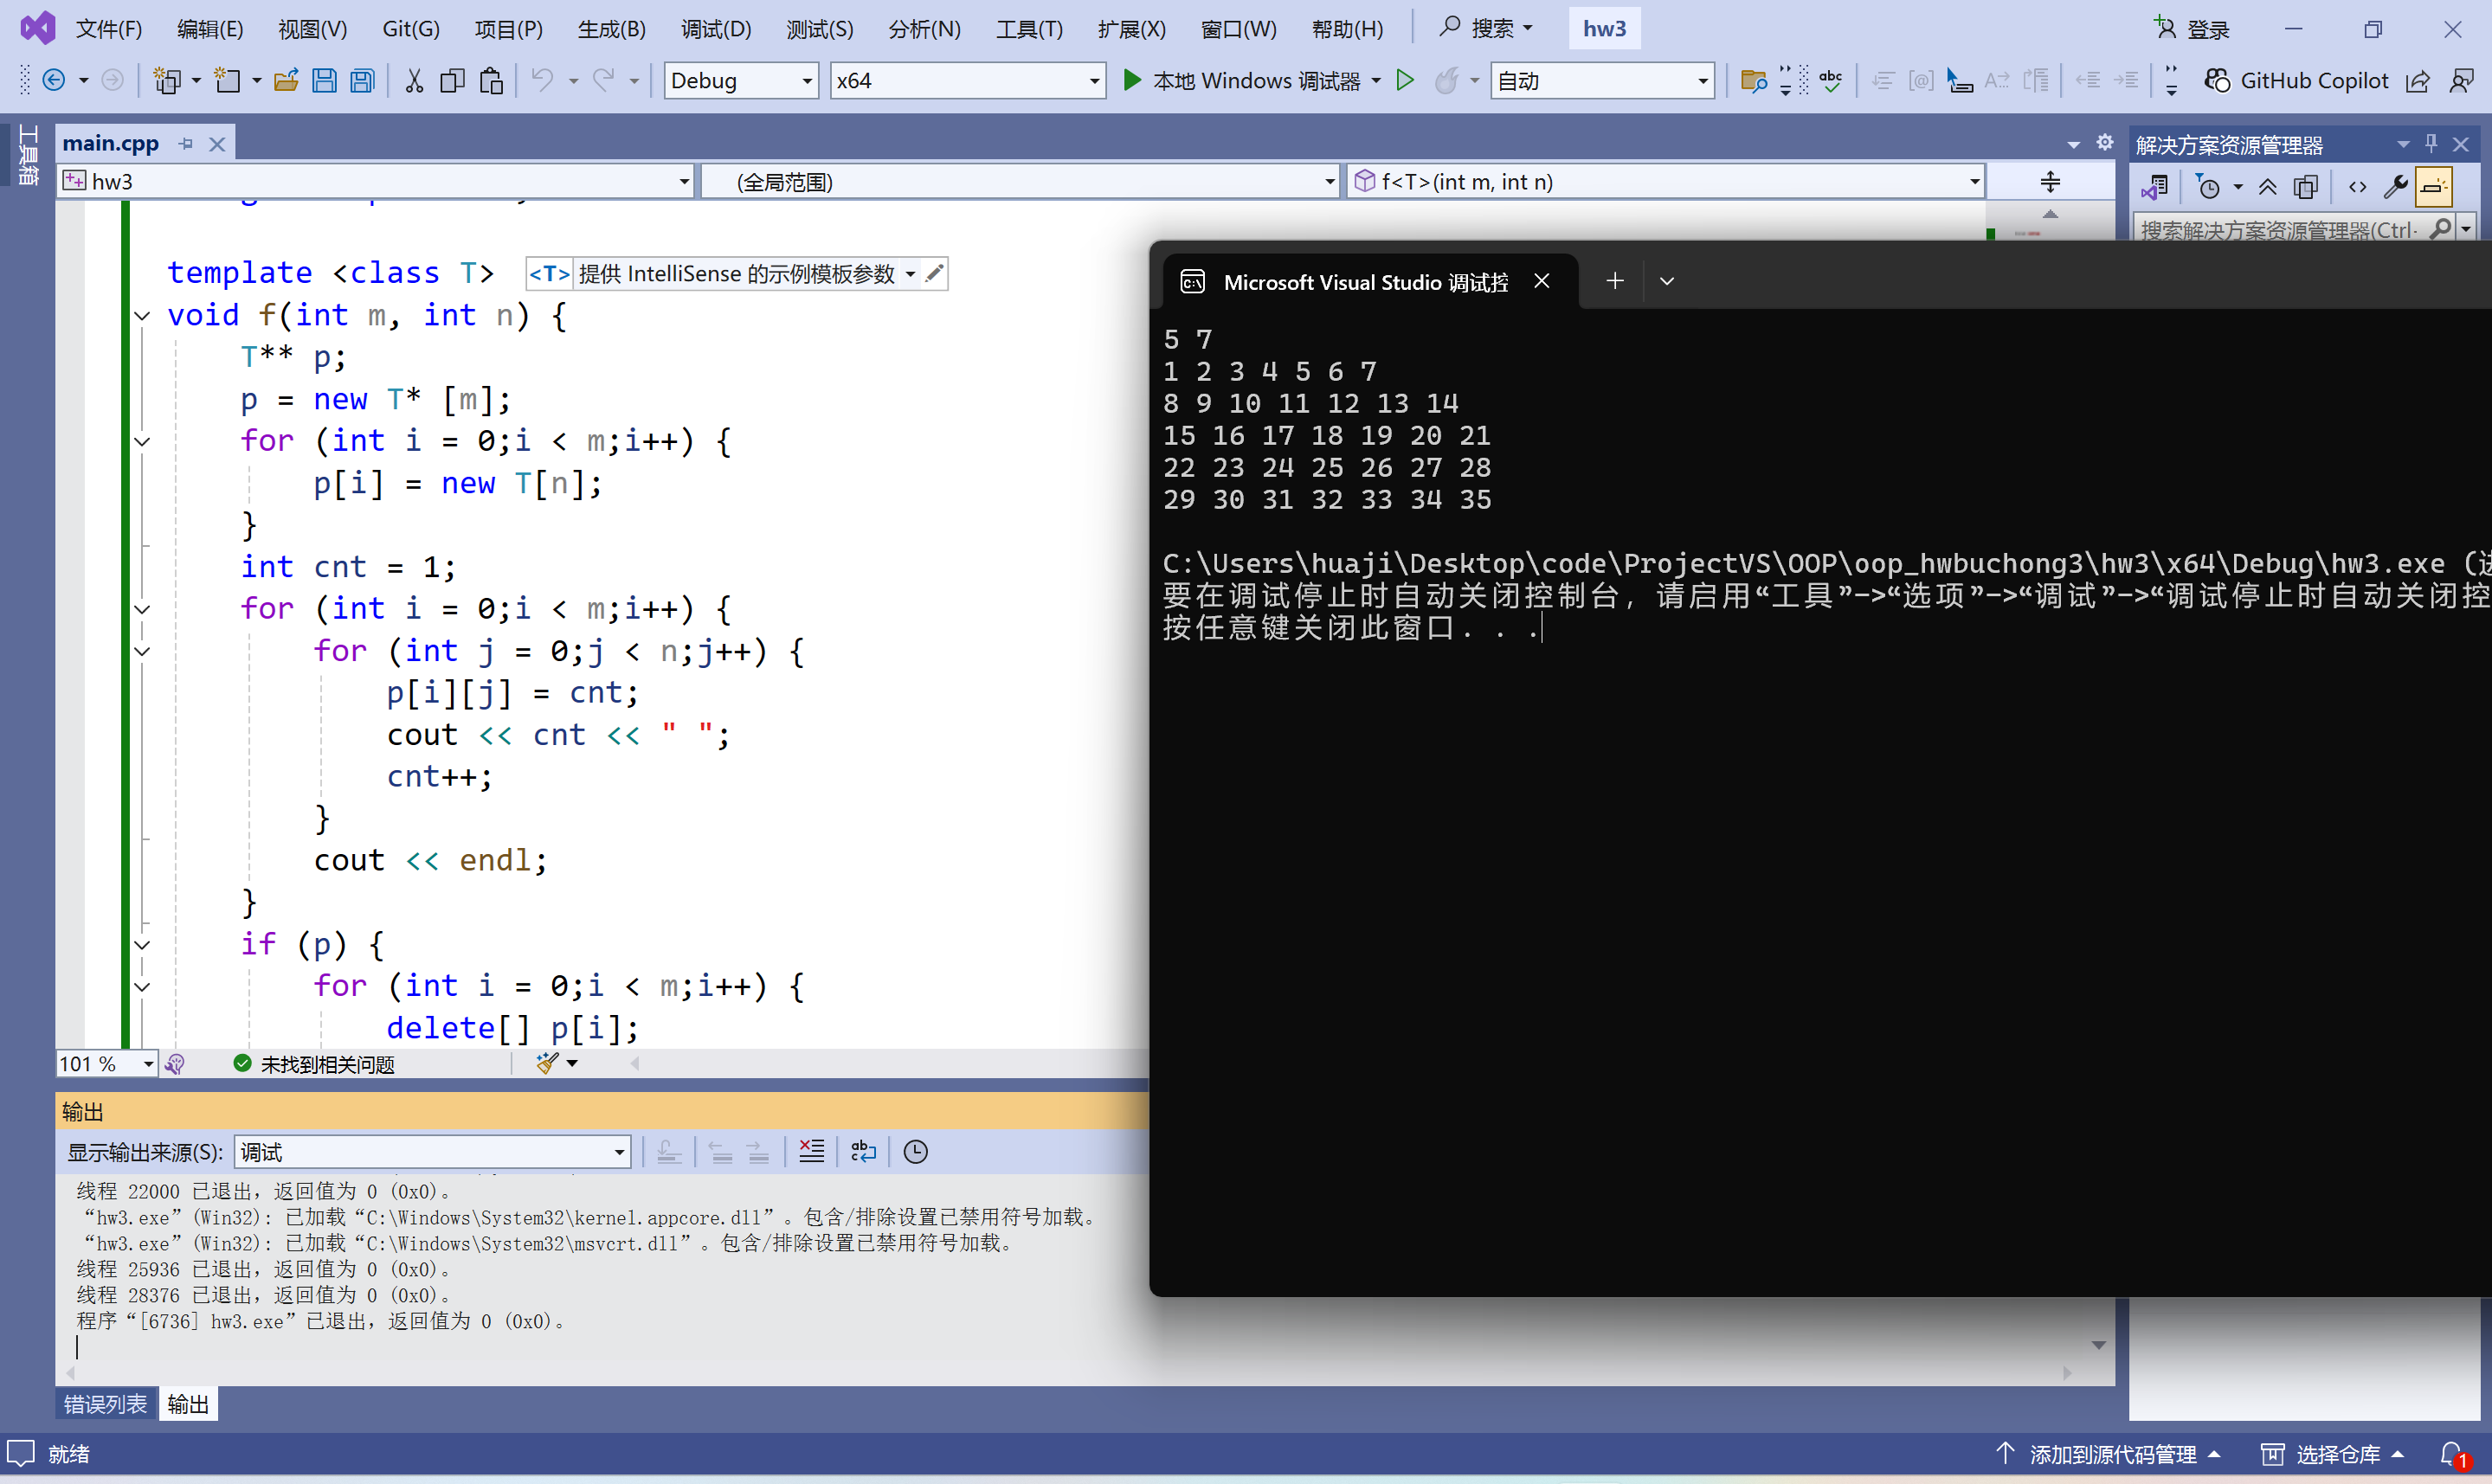 文件(F) 编辑(E) 视图(V) Git(G) 项目(P) 生成(B) 调试(D) 测试(S) 分析(N) 工具(T) 扩展(X) 窗口(W) 帮助(H) 搜索 hw3 登录
Debug x64 本地 Windows 调试器 自动 abc GitHub Copilot
工具箱
main.cpp
hw3 (全局范围) f<T>(int m, int n)
template <class T> <T> 提供 IntelliSense 的示例模板参数
void f(int m, int n) {
T** p;
p = new T* [m];
for (int i = 0;i < m;i++) {
p[i] = new T[n];
}
int cnt = 1;
for (int i = 0;i < m;i++) {
for (int j = 0;j < n;j++) {
p[i][j] = cnt;
cout << cnt << " ";
cnt++;
}
cout << endl;
}
if (p) {
for (int i = 0;i < m;i++) {
delete[] p[i];
101 % 未找到相关问题
输出
显示输出来源(S): 调试
线程 22000 已退出，返回值为 0 (0x0)。
“hw3.exe”(Win32): 已加载“C:\Windows\System32\kernel.appcore.dll”。包含/排除设置已禁用符号加载。
“hw3.exe”(Win32): 已加载“C:\Windows\System32\msvcrt.dll”。包含/排除设置已禁用符号加载。
线程 25936 已退出，返回值为 0 (0x0)。
线程 28376 已退出，返回值为 0 (0x0)。
程序“[6736] hw3.exe”已退出，返回值为 0 (0x0)。
错误列表 输出
解决方案资源管理器
搜索解决方案资源管理器(Ctrl-
Microsoft Visual Studio 调试控
5 7
1 2 3 4 5 6 7
8 9 10 11 12 13 14
15 16 17 18 19 20 21
22 23 24 25 26 27 28
29 30 31 32 33 34 35
C:\Users\huaji\Desktop\code\ProjectVS\OOP\oop_hwbuchong3\hw3\x64\Debug\hw3.exe (进
要在调试停止时自动关闭控制台，请启用“工具”->“选项”->“调试”->“调试停止时自动关闭控
按任意键关闭此窗口. . .
就绪 添加到源代码管理 选择仓库 1